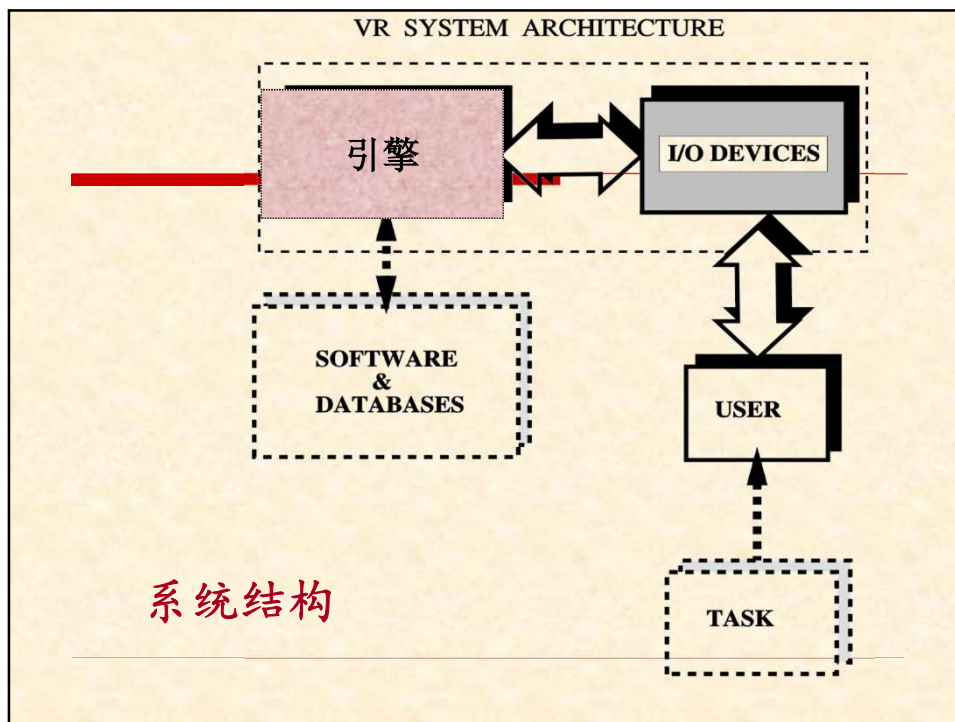 VR SYSTEM ARCHITECTURE
引擎
I/O DEVICES
SOFTWARE
&
DATABASES
USER
系统结构
TASK